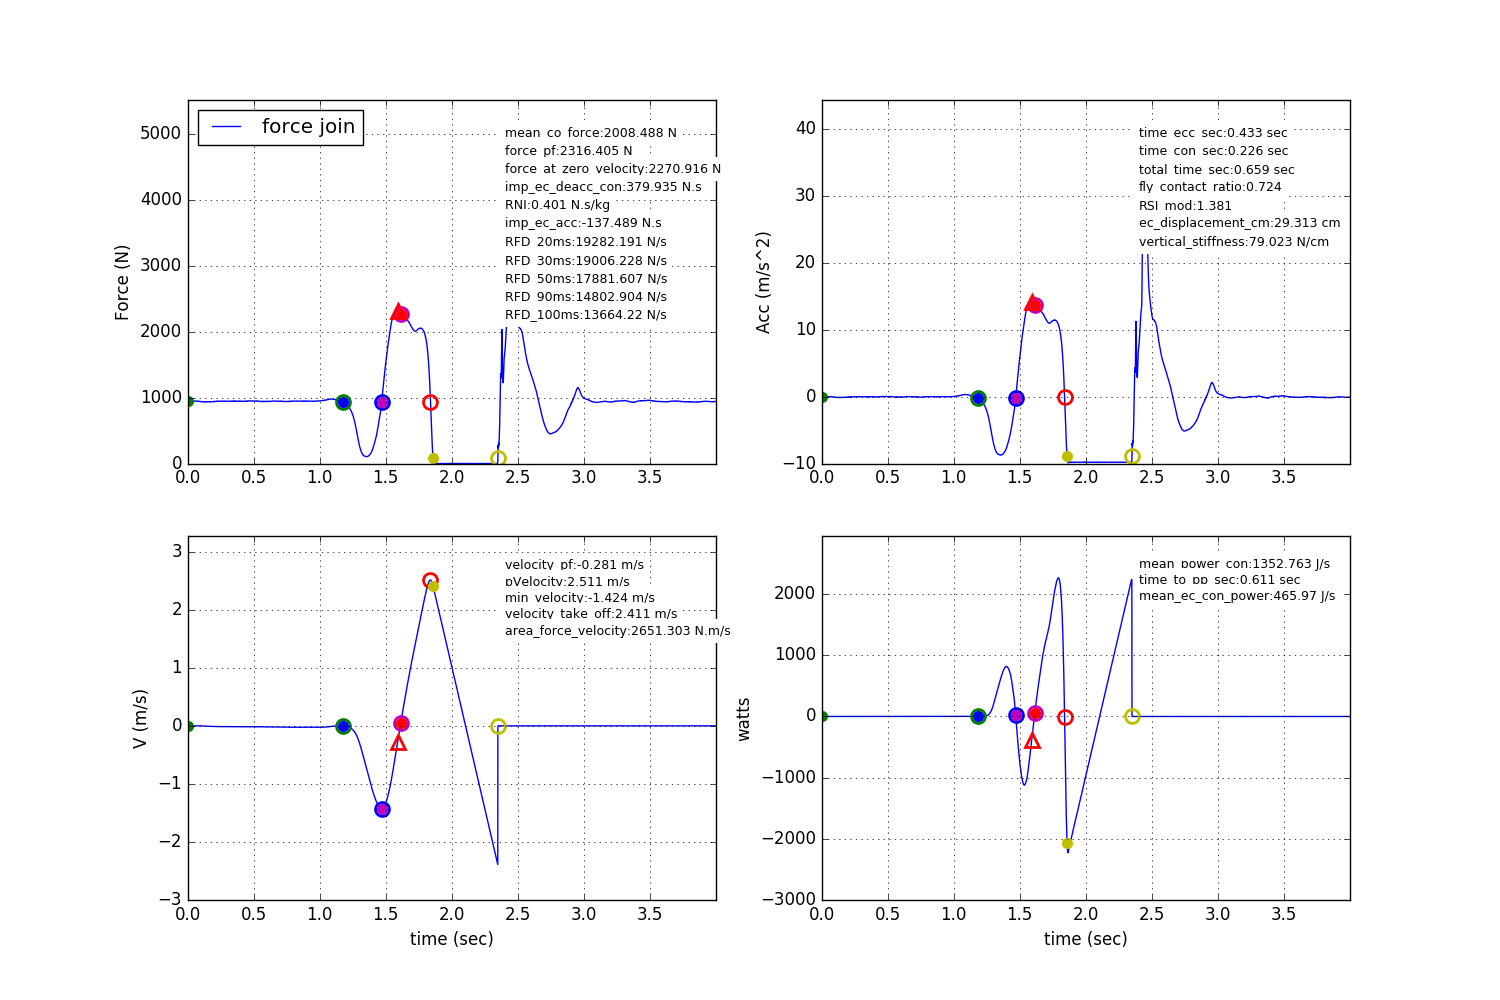 force join
5000
4000
3000
2000
1000
0
Force (N)
0.0 0.5 1.0 1.5 2.0 2.5 3.0 3.5
mean_co_force:2008.488 N
force_pf:2316.405 N
force_at_zero_velocity:2270.916 N
imp_ec_deacc_con:379.935 N.s
RNI:0.401 N.s/kg
imp_ec_acc:-137.489 N.s
RFD_20ms:19282.191 N/s
RFD_30ms:19006.228 N/s
RFD_50ms:17881.607 N/s
RFD_90ms:14802.904 N/s
RFD_100ms:13664.22 N/s
40
30
20
10
0
−10
Acc (m/s^2)
0.0 0.5 1.0 1.5 2.0 2.5 3.0 3.5
time_ecc_sec:0.433 sec
time_con_sec:0.226 sec
total_time_sec:0.659 sec
fly_contact_ratio:0.724
RSI_mod:1.381
ec_displacement_cm:29.313 cm
vertical_stiffness:79.023 N/cm
3
2
1
0
−1
−2
−3
V (m/s)
0.0 0.5 1.0 1.5 2.0 2.5 3.0 3.5
time (sec)
velocity_pf:-0.281 m/s
pVelocity:2.511 m/s
min_velocity:-1.424 m/s
velocity_take_off:2.411 m/s
area_force_velocity:2651.303 N.m/s
2000
1000
0
−1000
−2000
−3000
watts
0.0 0.5 1.0 1.5 2.0 2.5 3.0 3.5
time (sec)
mean_power_con:1352.763 J/s
time_to_pp_sec:0.611 sec
mean_ec_con_power:465.97 J/s